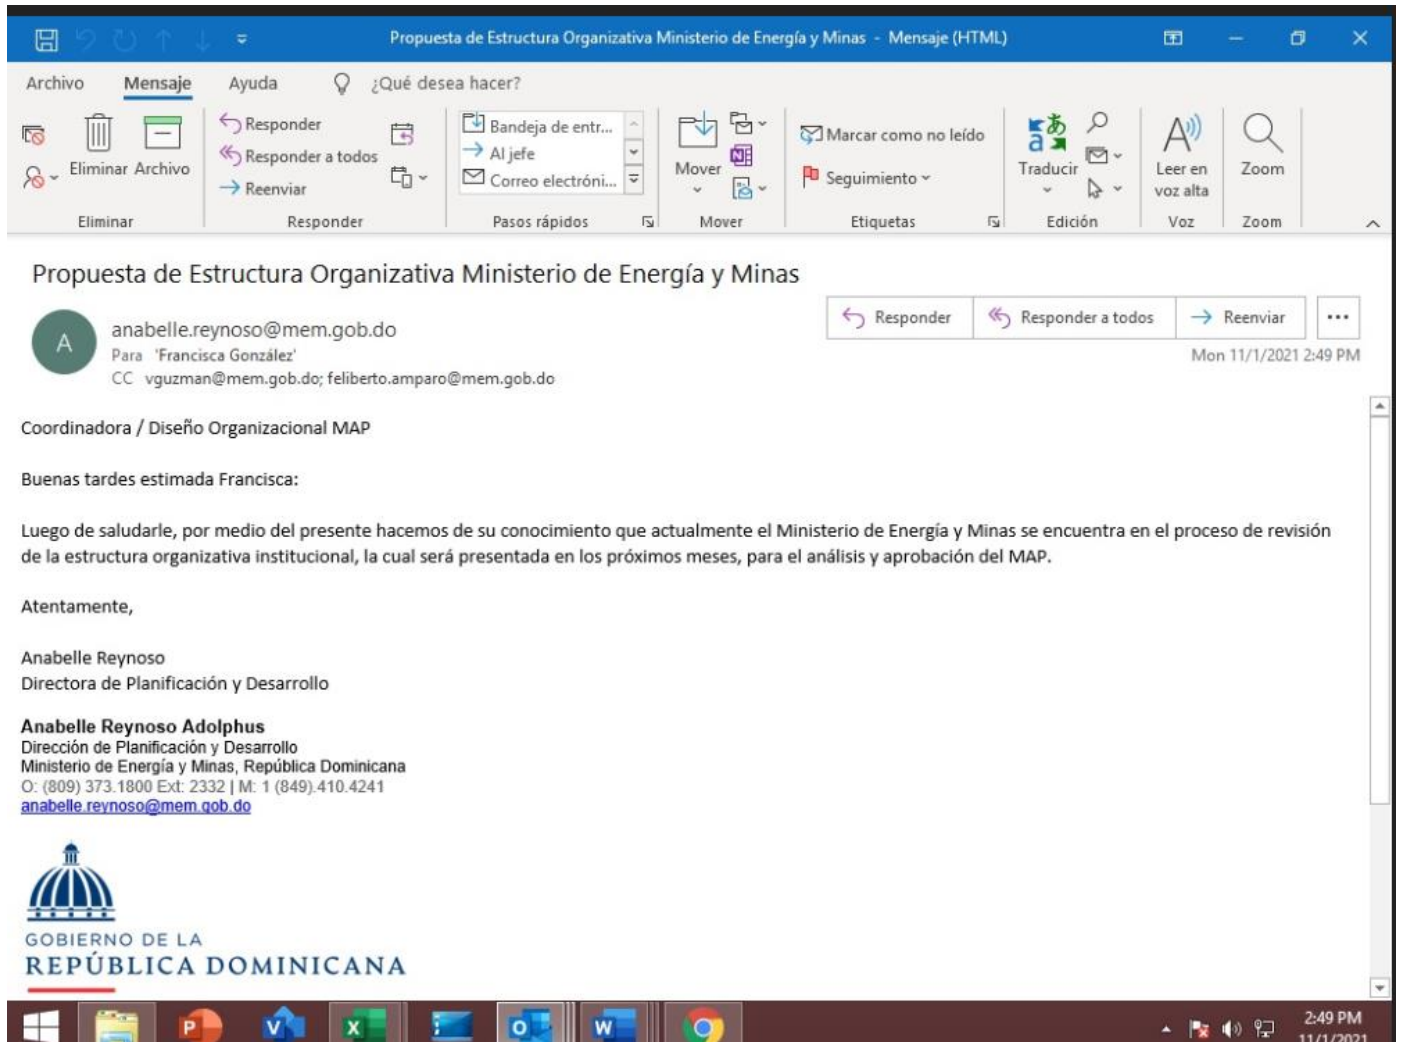 Propuesta de Estructura Organizativa Ministerio de Energía y Minas - Mensaje (HTML)
Archivo Mensaje Ayuda ¿Qué desea hacer?
Eliminar Archivo
Eliminar
Responder
Responder a todos
Reenviar
Responder
Bandeja de entr...
Al jefe
Correo electróni...
Pasos rápidos
Mover
Mover
Marcar como no leído
Seguimiento
Etiquetas
Traducir
Edición
Leer en
voz alta
Voz
Zoom
Zoom
Propuesta de Estructura Organizativa Ministerio de Energía y Minas
Responder Responder a todos Reenviar
A
anabelle.reynoso@mem.gob.do
Para 'Francisca González'
Mon 11/1/2021 2:49 PM
CC vguzman@mem.gob.do; feliberto.amparo@mem.gob.do
Coordinadora / Diseño Organizacional MAP
Buenas tardes estimada Francisca:
Luego de saludarle, por medio del presente hacemos de su conocimiento que actualmente el Ministerio de Energía y Minas se encuentra en el proceso de revisión
de la estructura organizativa institucional, la cual será presentada en los próximos meses, para el análisis y aprobación del MAP.
Atentamente,
Anabelle Reynoso
Directora de Planificación y Desarrollo
Anabelle Reynoso Adolphus
Dirección de Planificación y Desarrollo
Ministerio de Energía y Minas, República Dominicana
O: (809) 373.1800 Ext: 2332 | M: 1 (849).410.4241
anabelle.reynoso@mem.gob.do
GOBIERNO DE LA
REPÚBLICA DOMINICANA
2:49 PM
11/1/2021